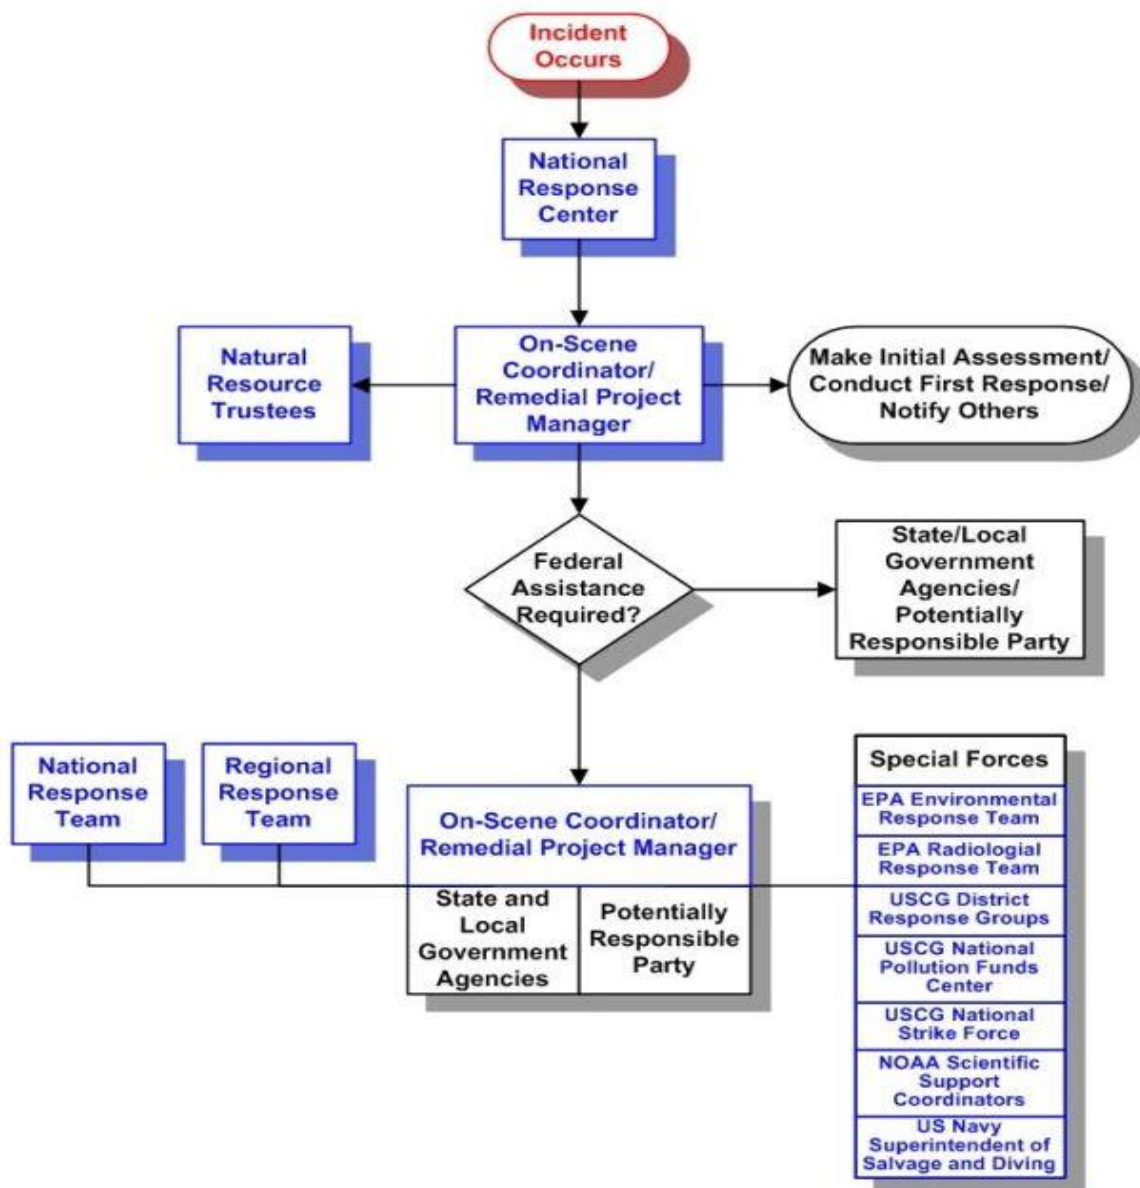 Incident
Occurs
National
Response
Center
Natural
Resource
Trustees
On-Scene
Coordinator/
Remedial Project
Manager
Make Initial Assessment/
Conduct First Response/
Notify Others
Federal
Assistance
Required?
State/Local
Government
Agencies/
Potentially
Responsible Party
National
Response
Team
Regional
Response
Team
On-Scene Coordinator/
Remedial Project Manager
State and
Local
Government
Agencies
Potentially
Responsible
Party
Special Forces
EPA Environmental
Response Team
EPA Radiologial
Response Team
USCG District
Response Groups
USCG National
Pollution Funds
Center
USCG National
Strike Force
NOAA Scientific
Support
Coordinators
US Navy
Superintendent of
Salvage and Diving